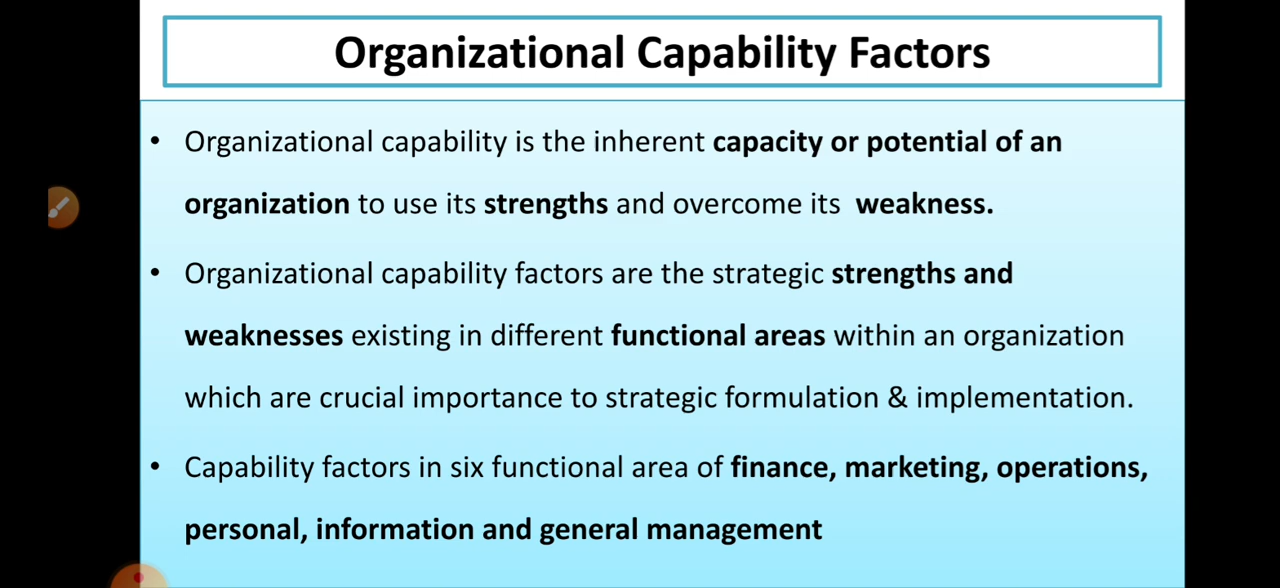 Organizational Capability Factors
• Organizational capability is the inherent capacity or potential of an
organization to use its strengths and overcome its weakness.
• Organizational capability factors are the strategic strengths and
weaknesses existing in different functional areas within an organization
which are crucial importance to strategic formulation & implementation.
• Capability factors in six functional area of finance, marketing, operations,
personal, information and general management